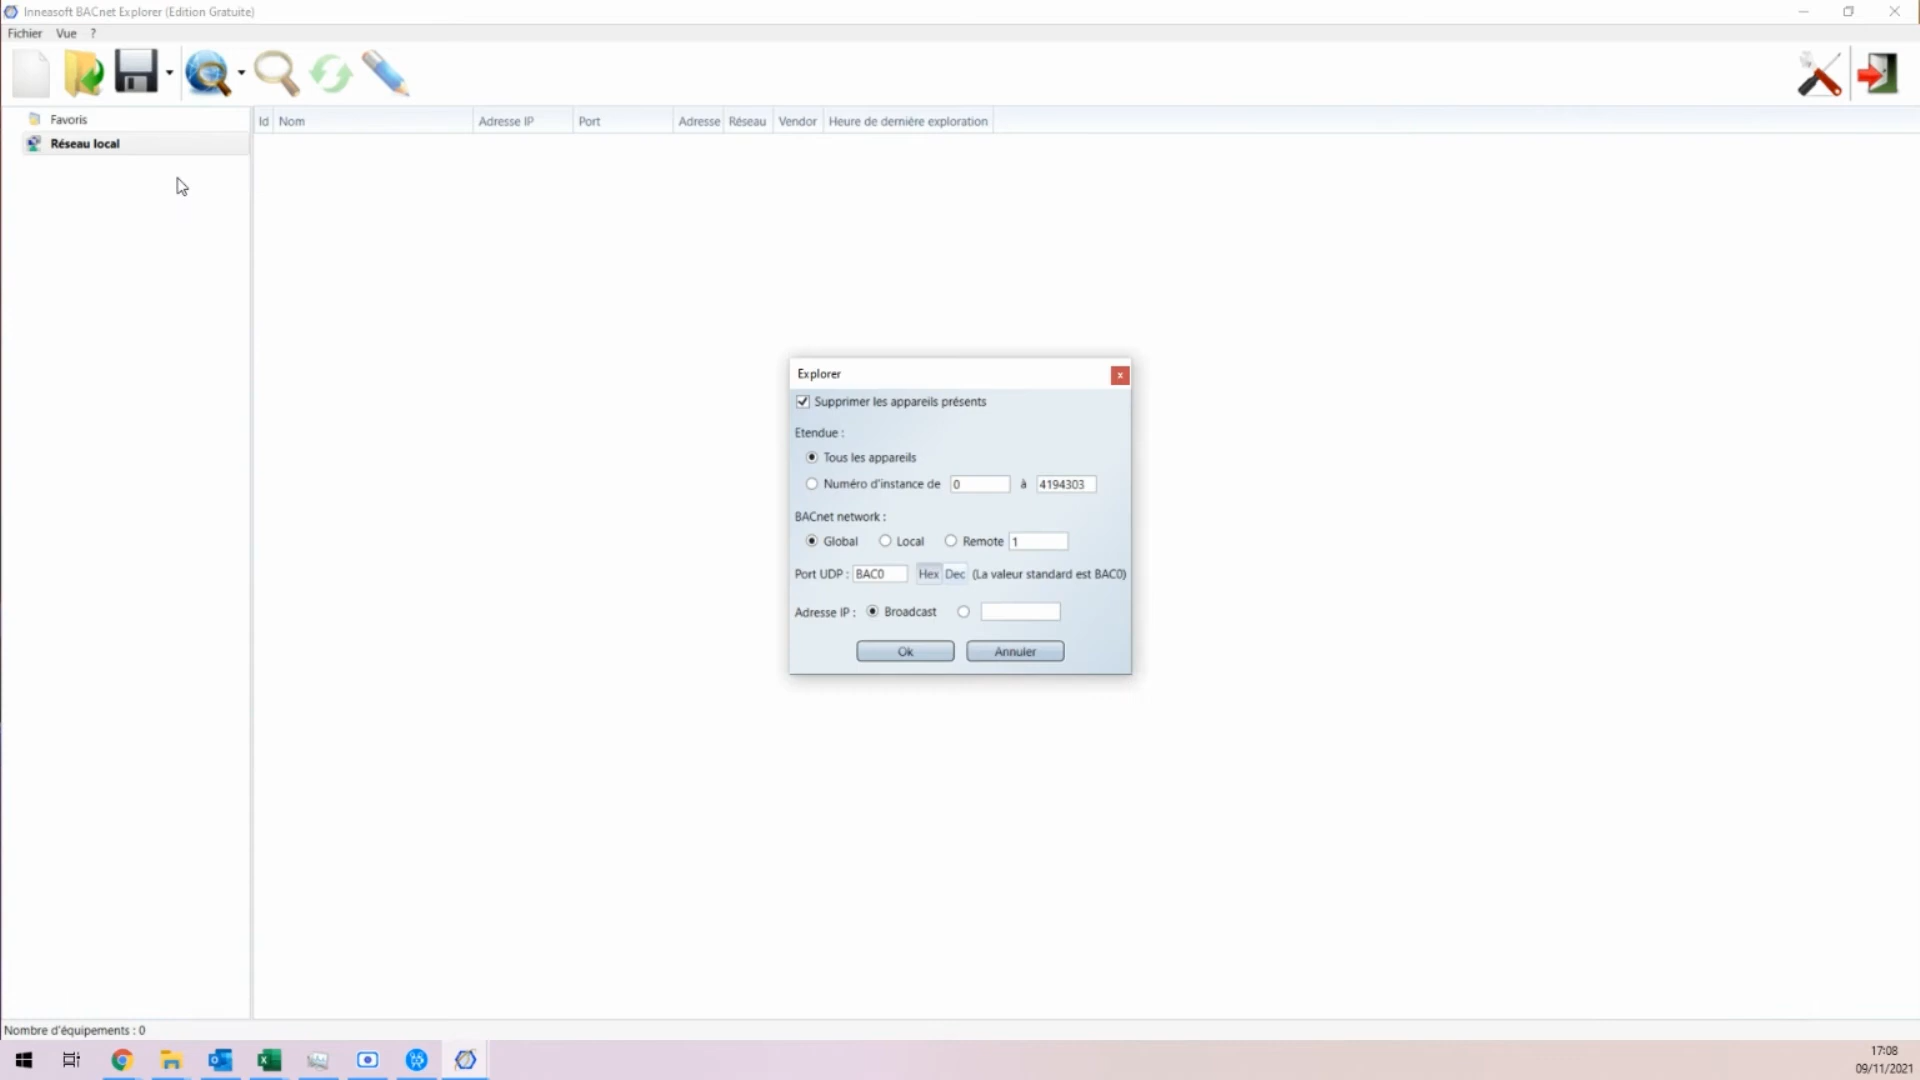 Inneasoft BACnet Explorer (Edition Gratuite)
Fichier Vue ?
Favoris
Réseau local
Id Nom Adresse IP Port Adresse Réseau Vendor Heure de dernière exploration
Explorer
Supprimer les appareils présents
Etendue :
Tous les appareils
Numéro d'instance de 0 à 4194303
BACnet network :
Global Local Remote 1
Port UDP : BAC0 Hex Dec (La valeur standard est BAC0)
Adresse IP : Broadcast
Ok Annuler
Nombre d'équipements : 0
17:08
09/11/2021